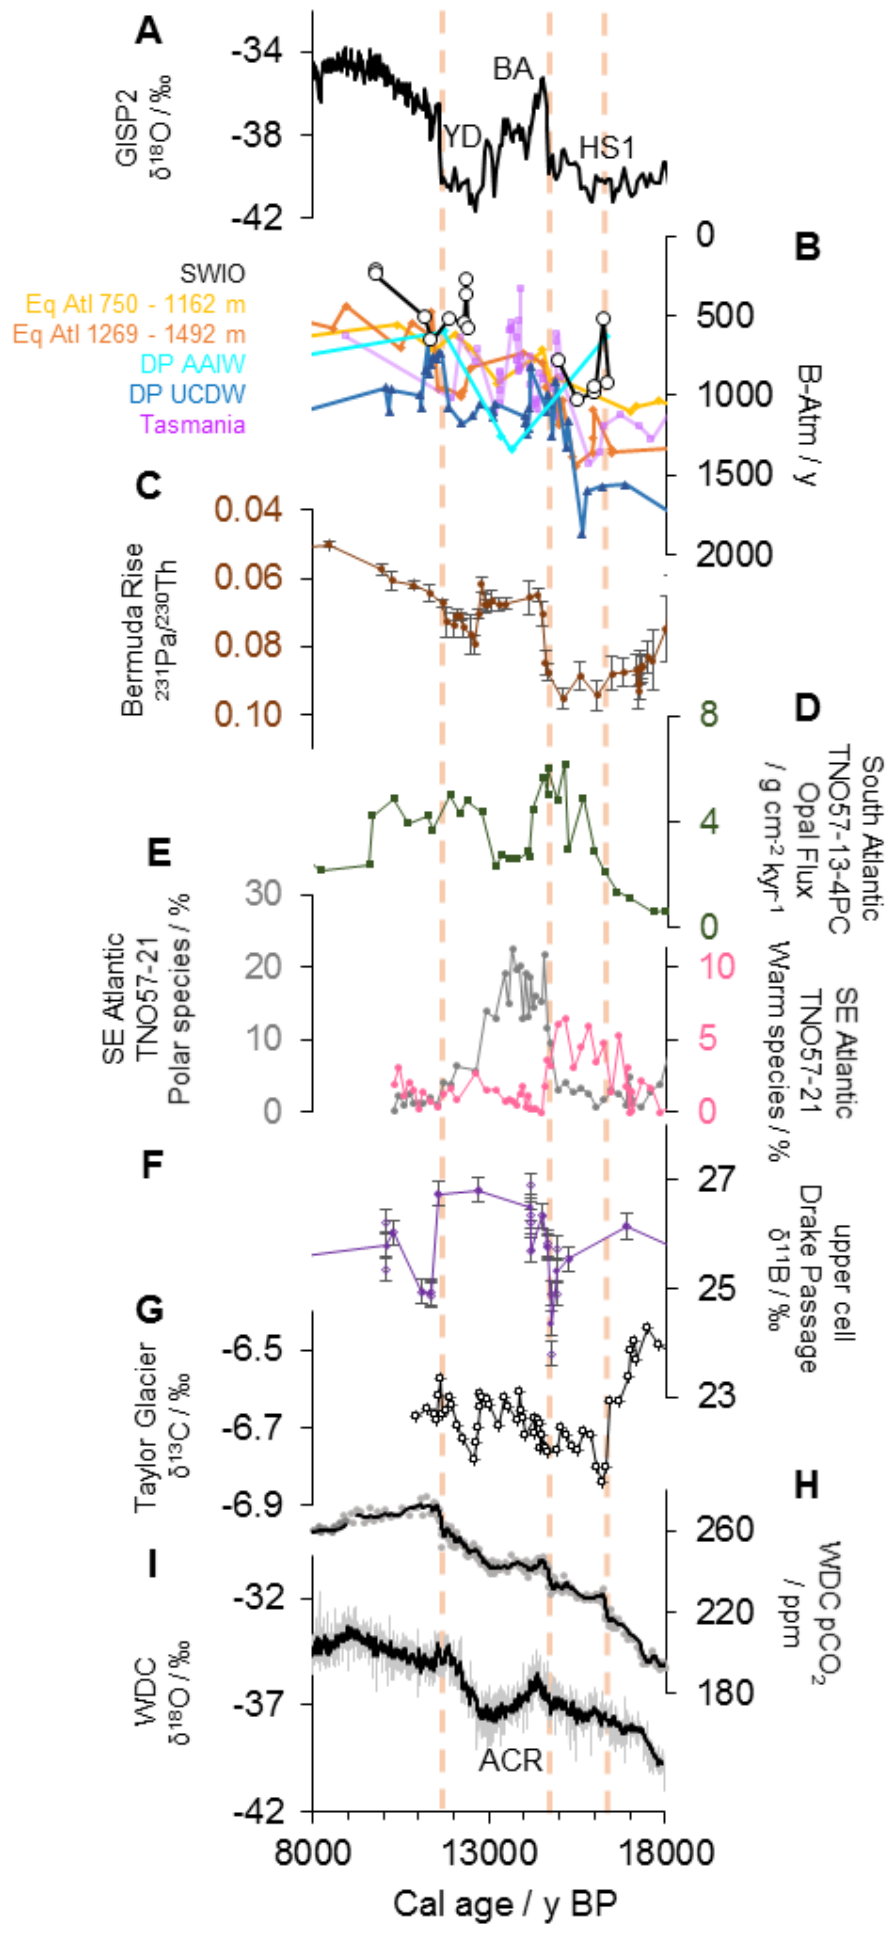 A
-34
-38
-42
GISP2
δ18O / ‰
BA
YD
HS1
B
0
500
1000
1500
2000
B-Atm / y
SWIO
Eq Atl 750 - 1162 m
Eq Atl 1269 - 1492 m
DP AAIW
DP UCDW
Tasmania
C
0.04
0.06
0.08
0.10
Bermuda Rise
231Pa/230Th
D
8
4
0
South Atlantic
TNO57-13-4PC
Opal Flux
/ g cm-2 kyr-1
E
30
20
10
0
SE Atlantic
TNO57-21
Polar species / %
10
5
0
SE Atlantic
TNO57-21
Warm species / %
F
27
25
23
upper cell
Drake Passage
δ11B / ‰
G
-6.5
-6.7
-6.9
Taylor Glacier
δ13C / ‰
H
260
220
180
WDC pCO2
/ ppm
I
-32
-37
-42
WDC
δ18O / ‰
ACR
8000
13000
18000
Cal age / y BP